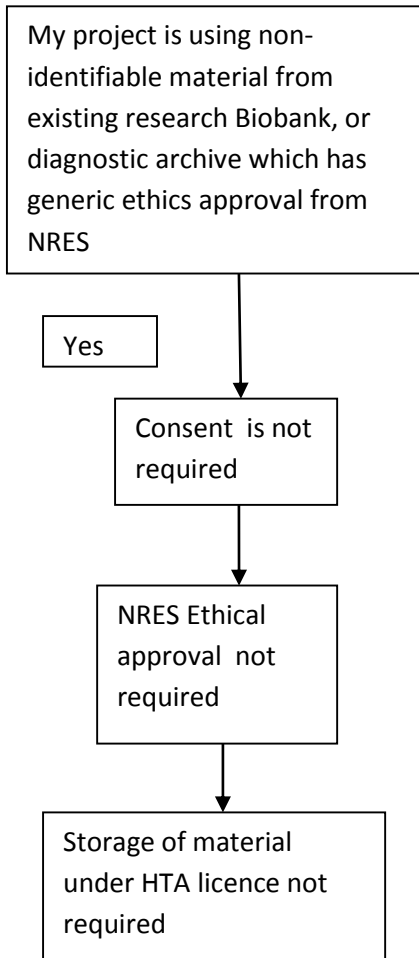 My project is using non-
identifiable material from
existing research Biobank, or
diagnostic archive which has
generic ethics approval from
NRES
Yes
Consent is not
required
NRES Ethical
approval not
required
Storage of material
under HTA licence not
required